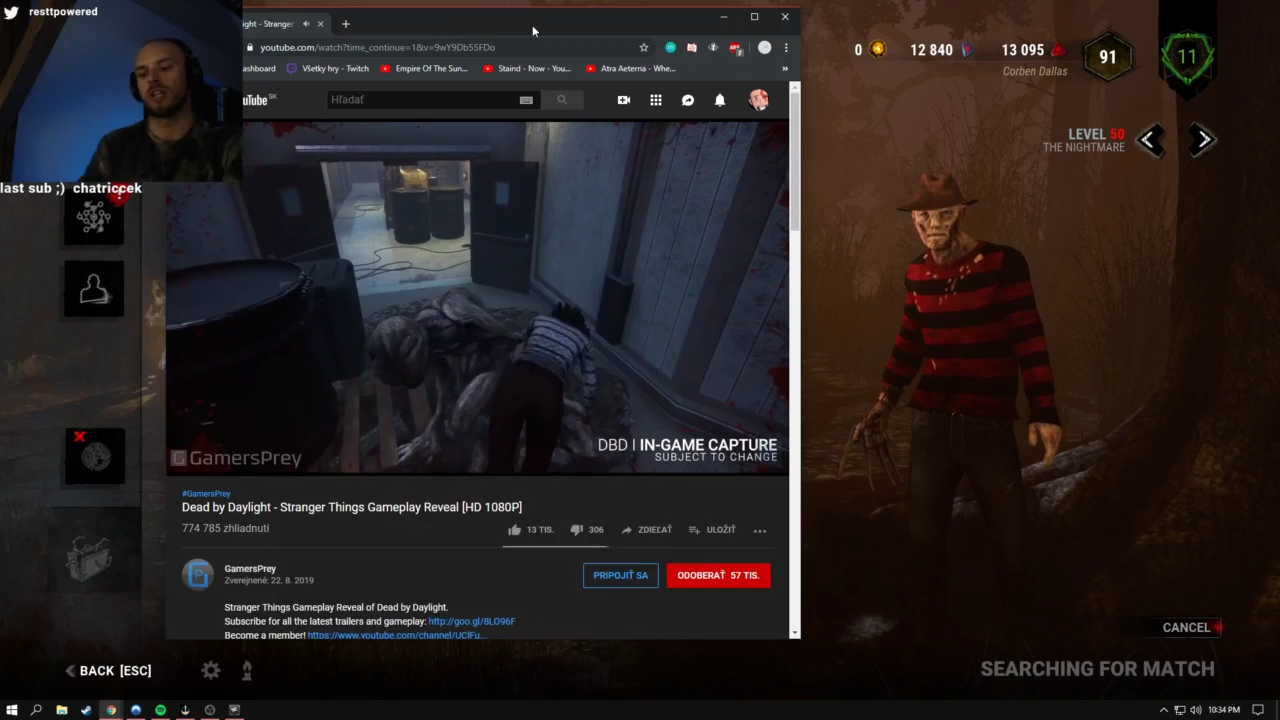 resttpowered
last sub ;) chatriccek
ight - Stranger
youtube.com/watch?time_continue=1&v=9wY9Db55FDo
ashboard
Všetky hry - Twitch
Empire Of The Sun...
Staind - Now - You...
Atra Aeterna - Whe...
»
uTube SK
Hľadať
GamersPrey
DBD | IN-GAME CAPTURE
SUBJECT TO CHANGE
#GamersPrey
Dead by Daylight - Stranger Things Gameplay Reveal [HD 1080P]
774 785 zhliadnutí
13 TIS.
306
ZDIEĽAŤ
ULOŽIŤ
GamersPrey
Zverejnené: 22. 8. 2019
PRIPOJIŤ SA
ODOBERAŤ 57 TIS.
Stranger Things Gameplay Reveal of Dead by Daylight.
Subscribe for all the latest trailers and gameplay: http://goo.gl/8LO96F
Become a member! https://www.youtube.com/channel/UClFu...
0
12 840
13 095
Corben Dallas
91
11
LEVEL 50
THE NIGHTMARE
CANCEL
SEARCHING FOR MATCH
BACK [ESC]
10:34 PM